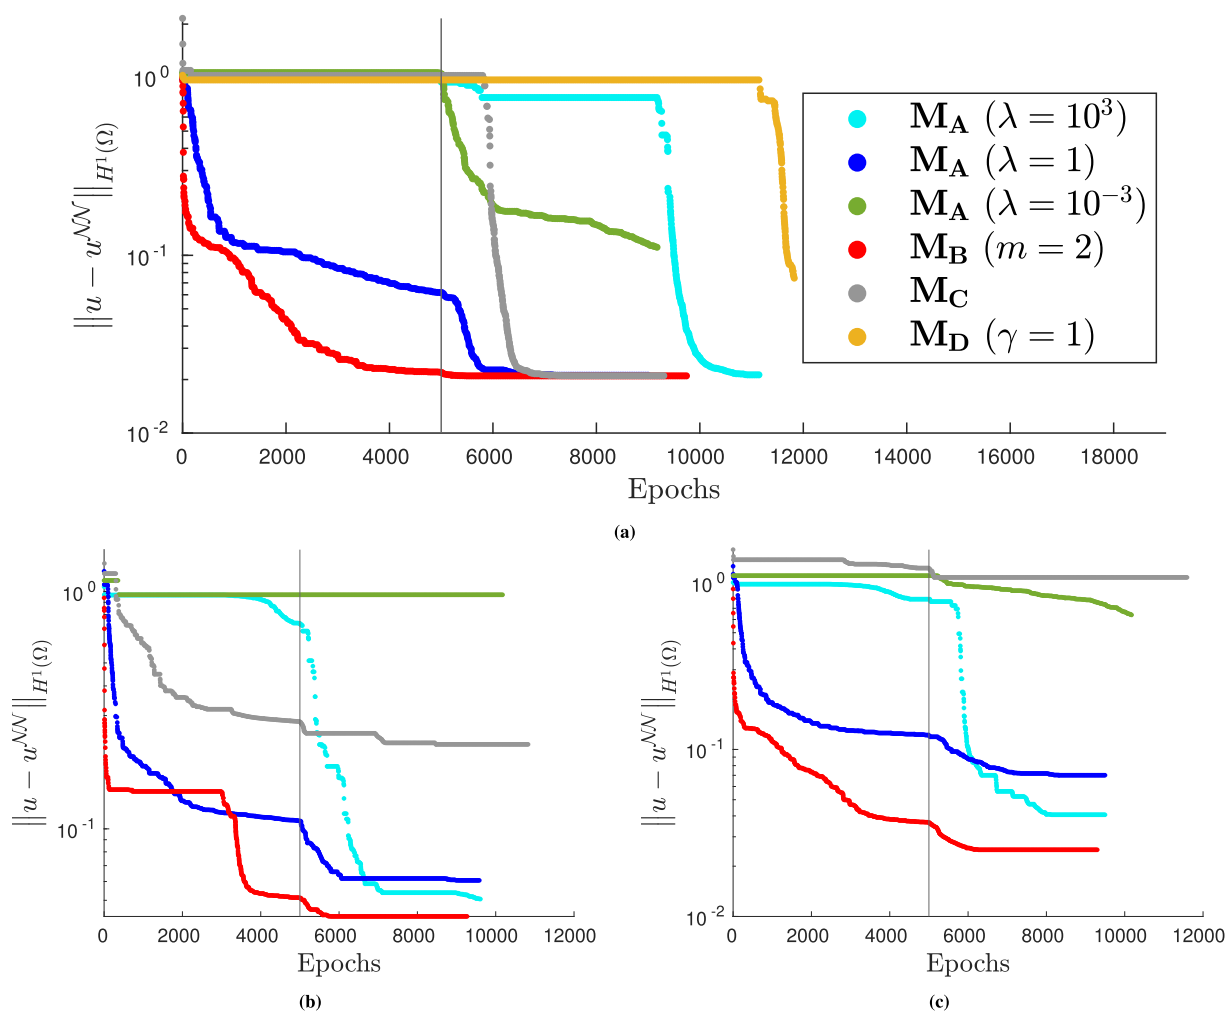 10^0
10^-1
10^-2
||u − u^𝒩𝒩||_H^1(Ω)
0 2000 4000 6000 8000 10000 12000 14000 16000 18000
Epochs
M_A (λ = 10^3)
M_A (λ = 1)
M_A (λ = 10^−3)
M_B (m = 2)
M_C
M_D (γ = 1)
(a)
10^0
10^-1
||u − u^𝒩𝒩||_H^1(Ω)
0 2000 4000 6000 8000 10000 12000
Epochs
(b)
10^0
10^-1
10^-2
||u − u^𝒩𝒩||_H^1(Ω)
0 2000 4000 6000 8000 10000 12000
Epochs
(c)